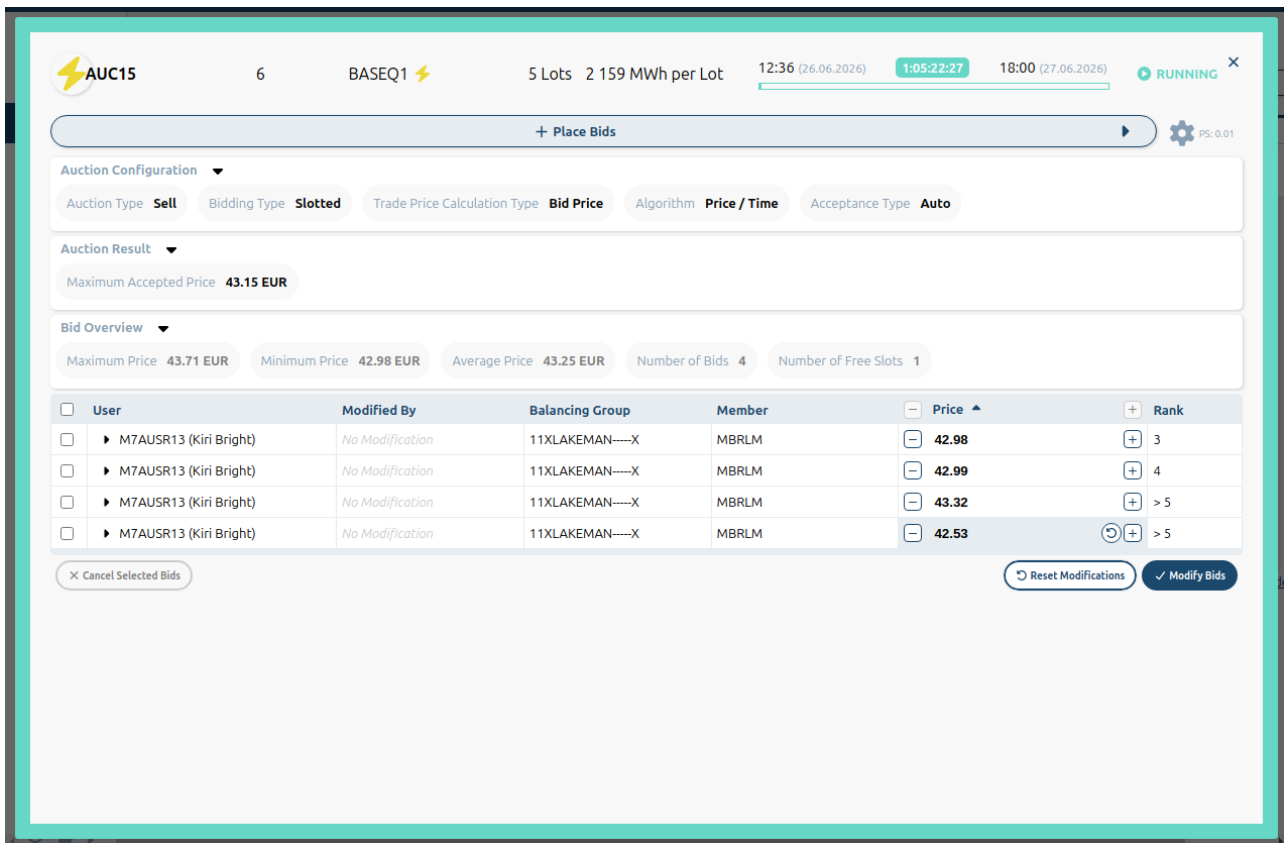 AUC15 6 BASEQ1 5 Lots 2 159 MWh per Lot 12:36 (26.06.2026) 1:05:22:27 18:00 (27.06.2026) RUNNING
+ Place Bids
PS: 0.01
Auction Configuration
Auction Type Sell Bidding Type Slotted Trade Price Calculation Type Bid Price Algorithm Price / Time Acceptance Type Auto
Auction Result
Maximum Accepted Price 43.15 EUR
Bid Overview
Maximum Price 43.71 EUR Minimum Price 42.98 EUR Average Price 43.25 EUR Number of Bids 4 Number of Free Slots 1
User Modified By Balancing Group Member Price Rank
M7AUSR13 (Kiri Bright) No Modification 11XLAKEMAN-----X MBRLM 42.98 3
M7AUSR13 (Kiri Bright) No Modification 11XLAKEMAN-----X MBRLM 42.99 4
M7AUSR13 (Kiri Bright) No Modification 11XLAKEMAN-----X MBRLM 43.32 > 5
M7AUSR13 (Kiri Bright) No Modification 11XLAKEMAN-----X MBRLM 42.53 > 5
Cancel Selected Bids Reset Modifications Modify Bids